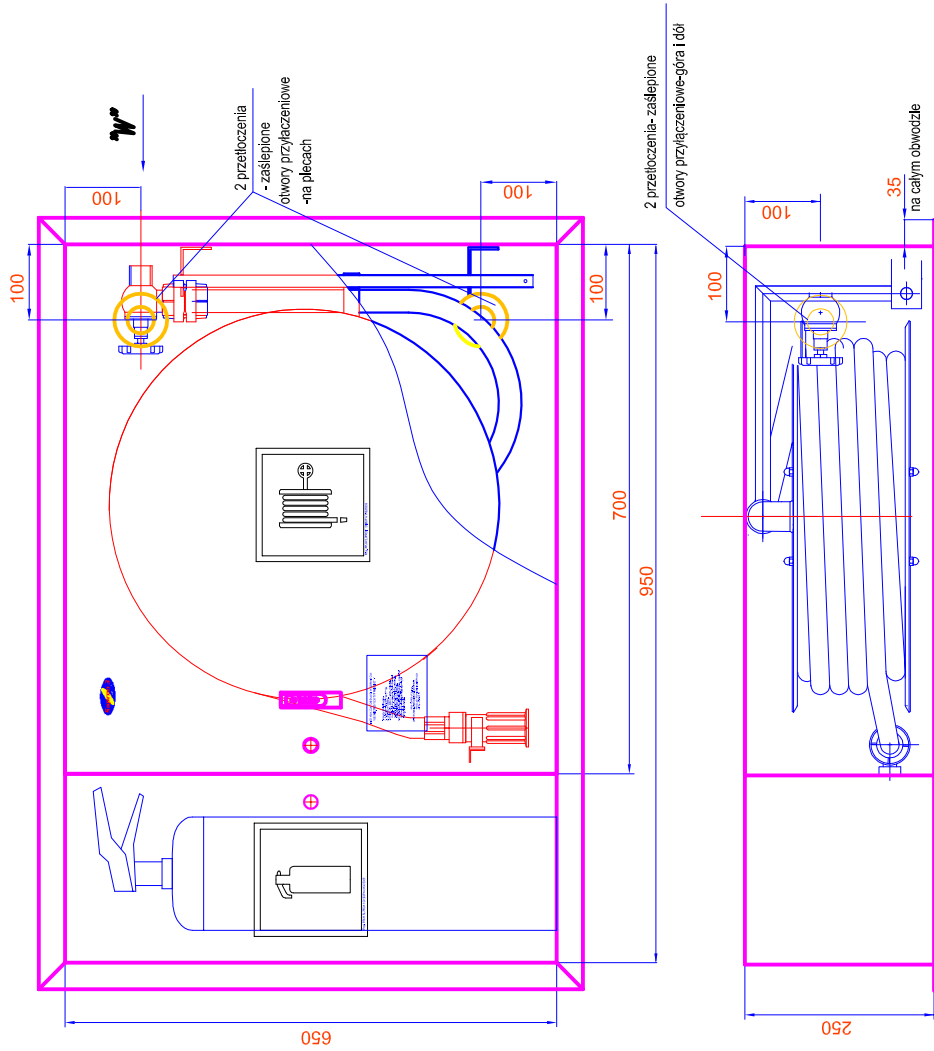 "W"
2 przetłoczenia
- zaślepione
otwory przyłaczeniowe
-na plecach
2 przetłoczenia- zaślepione
otwory przyłączeniowe-góra i dół
na całym obwodzie
35
100
100
100
100
100
100
700
950
650
250